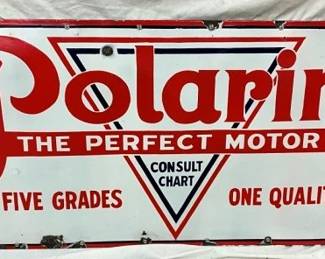 Polarin
THE PERFECT MOTOR
CONSULT
CHART
FIVE GRADES ONE QUALI